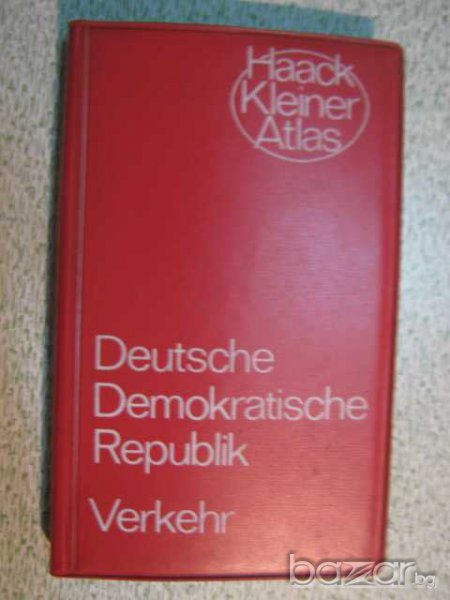 Haack
Kleiner
Atlas
Deutsche
Demokratische
Republik
Verkehr
bazar.bg